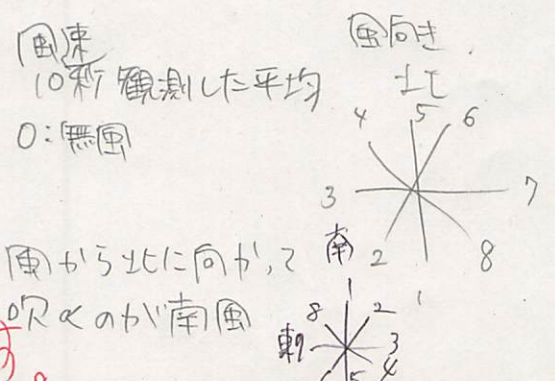 風速
10秒観測した平均
0:無風
風向き
北
4 5 6
3 7
2 8
1
風から北に向かって
吹くのが南風
南
1
8 2
東 3
4
す。